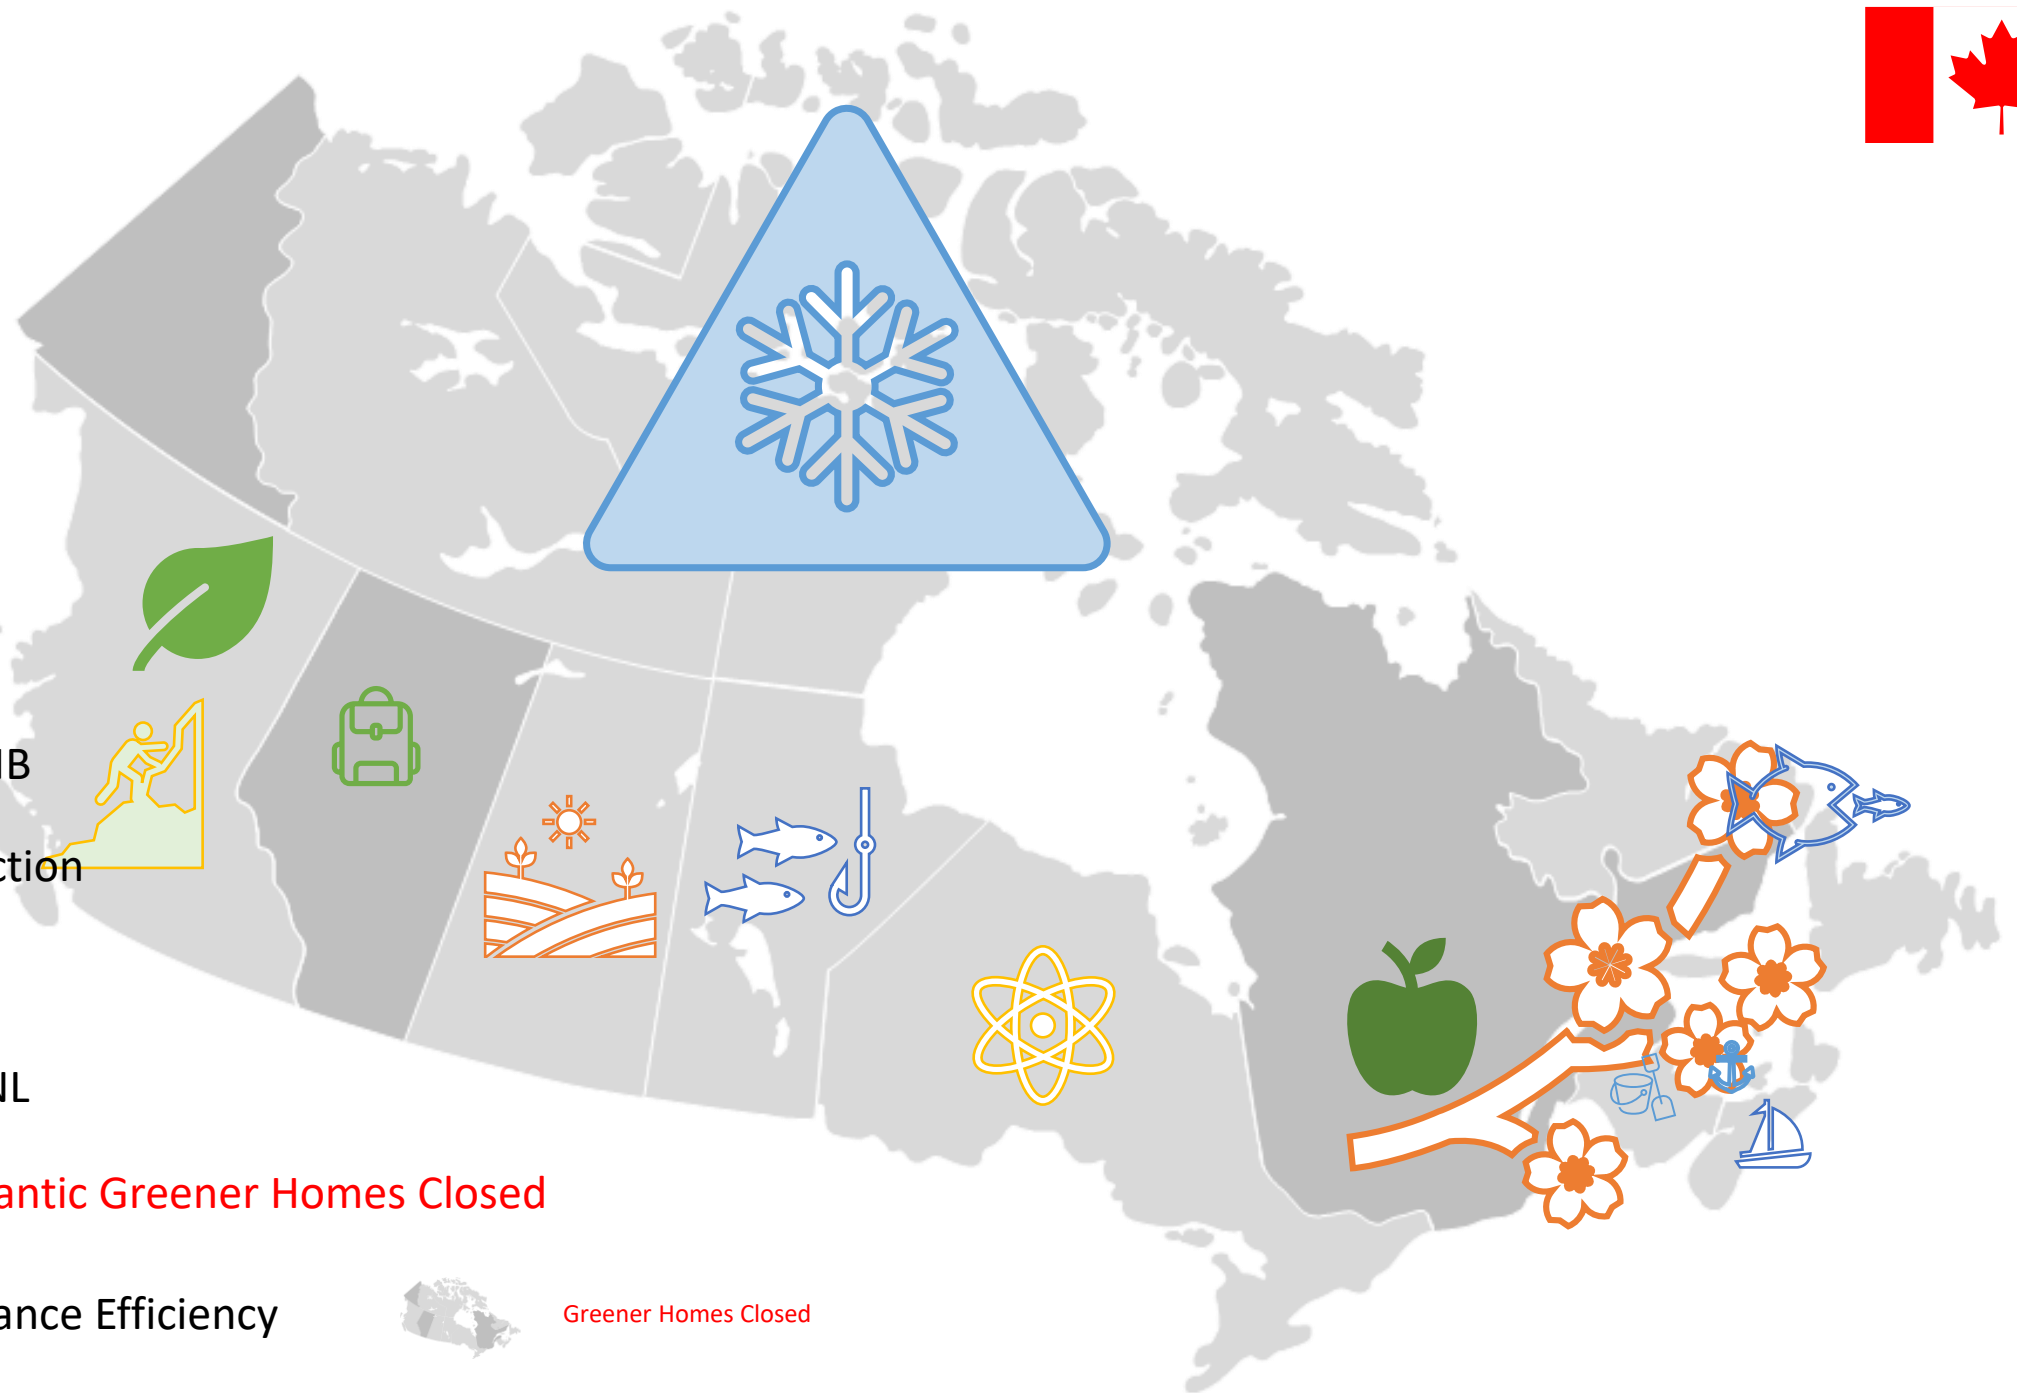 B
ction
NL
antic Greener Homes Closed
ance Efficiency
Greener Homes Closed